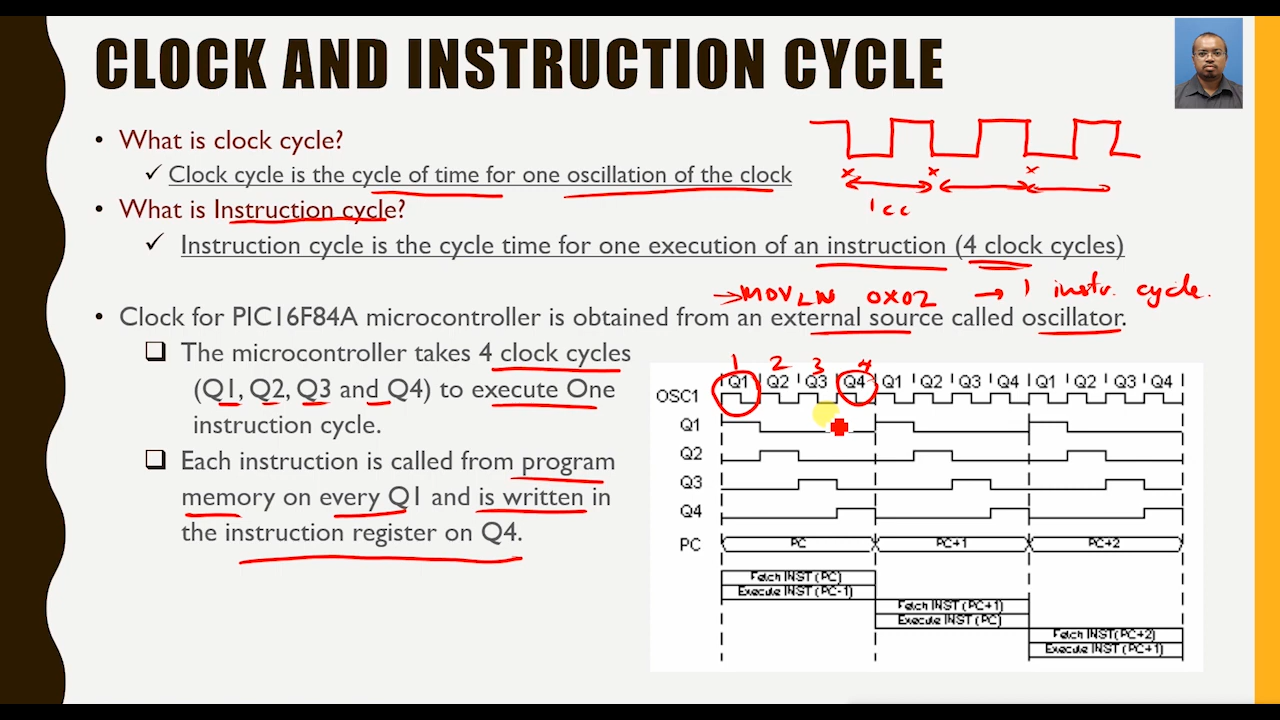 CLOCK AND INSTRUCTION CYCLE
• What is clock cycle?
✓ Clock cycle is the cycle of time for one oscillation of the clock
1 cc
• What is Instruction cycle?
✓ Instruction cycle is the cycle time for one execution of an instruction (4 clock cycles)
→ MOVLW 0X02 → 1 instr. cycle.
• Clock for PIC16F84A microcontroller is obtained from an external source called oscillator.
❑ The microcontroller takes 4 clock cycles
(Q1, Q2, Q3 and Q4) to execute One
instruction cycle.
❑ Each instruction is called from program
memory on every Q1 and is written in
the instruction register on Q4.
1 2 3 4
Q1 Q2 Q3 Q4 Q1 Q2 Q3 Q4 Q1 Q2 Q3 Q4
OSC1
Q1
Q2
Q3
Q4
PC PC PC+1 PC+2
Fetch INST (PC)
Execute INST (PC-1)
Fetch INST (PC+1)
Execute INST (PC)
Fetch INST(PC+2)
Execute INST (PC+1)